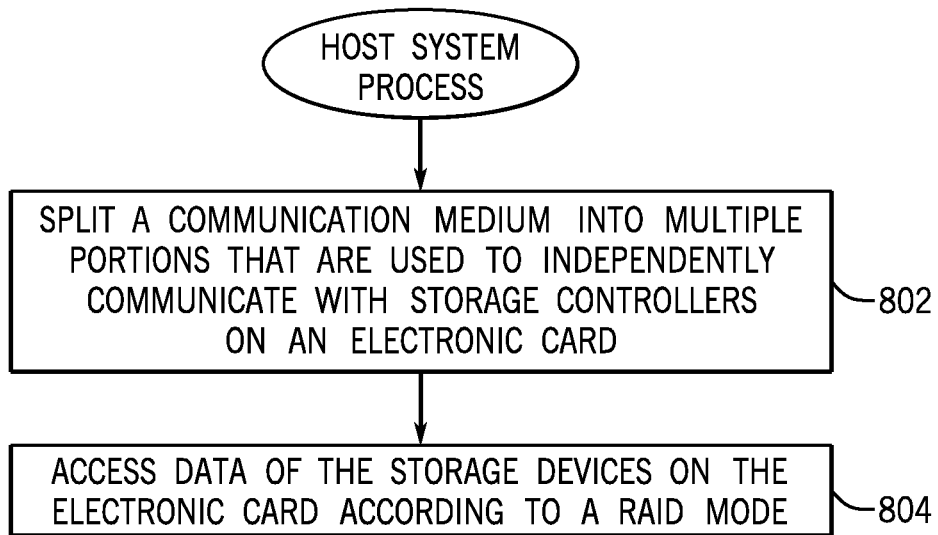 HOST SYSTEM
PROCESS
SPLIT A COMMUNICATION MEDIUM INTO MULTIPLE
PORTIONS THAT ARE USED TO INDEPENDENTLY
COMMUNICATE WITH STORAGE CONTROLLERS
ON AN ELECTRONIC CARD
802
ACCESS DATA OF THE STORAGE DEVICES ON THE
ELECTRONIC CARD ACCORDING TO A RAID MODE
804